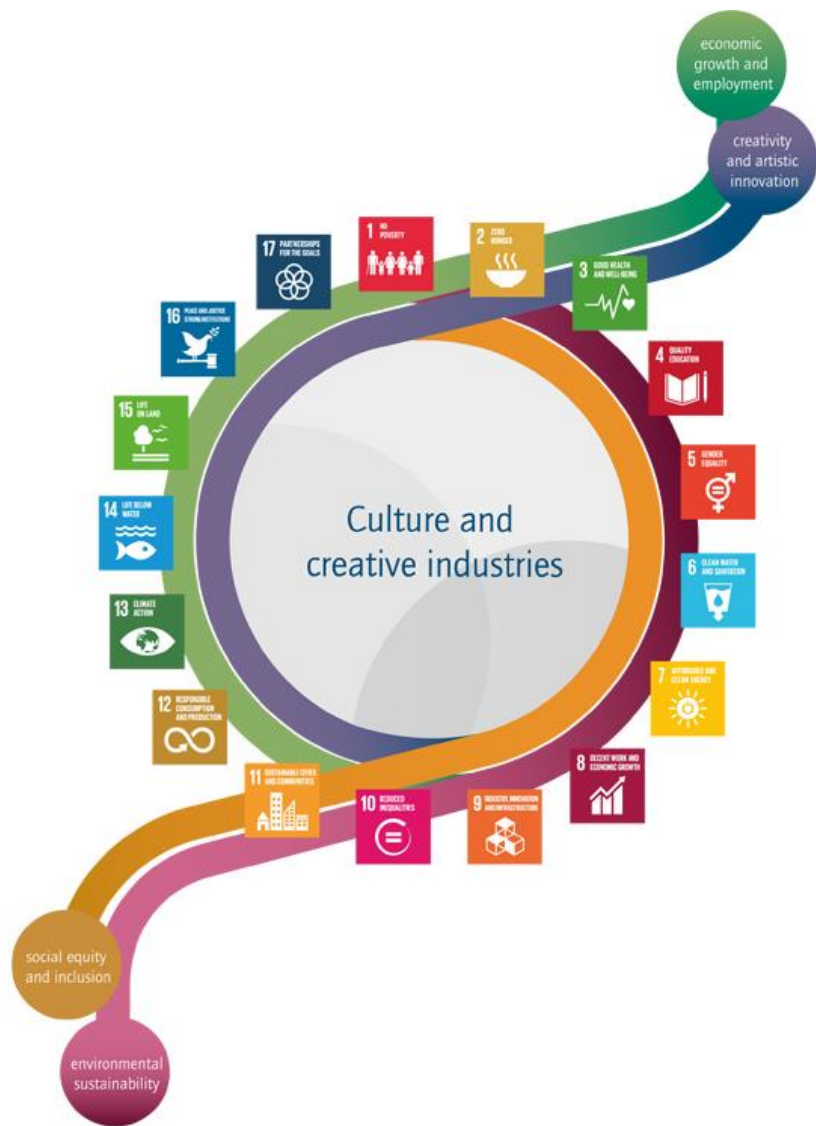 economic
growth and
employment
creativity
and artistic
innovation
1 NO
POVERTY
2 ZERO
HUNGER
3 GOOD HEALTH
AND WELL-BEING
4 QUALITY
EDUCATION
5 GENDER
EQUALITY
6 CLEAN WATER
AND SANITATION
7 AFFORDABLE AND
CLEAN ENERGY
8 DECENT WORK AND
ECONOMIC GROWTH
9 INDUSTRY, INNOVATION
AND INFRASTRUCTURE
10 REDUCED
INEQUALITIES
11 SUSTAINABLE CITIES
AND COMMUNITIES
12 RESPONSIBLE
CONSUMPTION
AND PRODUCTION
13 CLIMATE
ACTION
14 LIFE BELOW
WATER
15 LIFE
ON LAND
16 PEACE AND JUSTICE
STRONG INSTITUTIONS
17 PARTNERSHIPS
FOR THE GOALS
Culture and
creative industries
social equity
and inclusion
environmental
sustainability